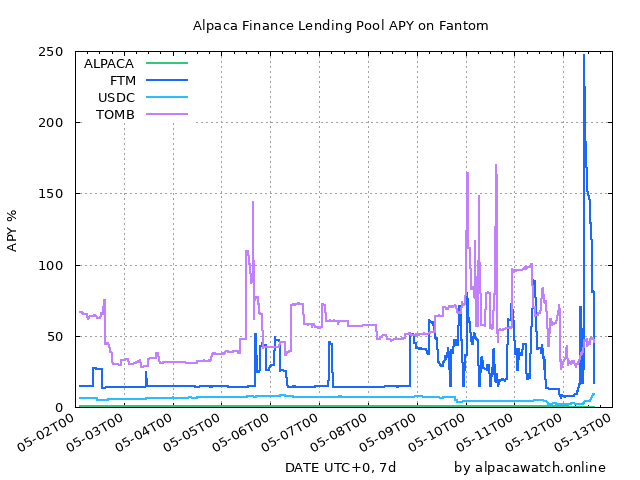 Alpaca Finance Lending Pool APY on Fantom
APY %
250
200
150
100
50
0
ALPACA
FTM
USDC
TOMB
05-02T00
05-03T00
05-04T00
05-05T00
05-06T00
05-07T00
05-08T00
05-09T00
05-10T00
05-11T00
05-12T00
05-13T00
DATE UTC+0, 7d
by alpacawatch.online